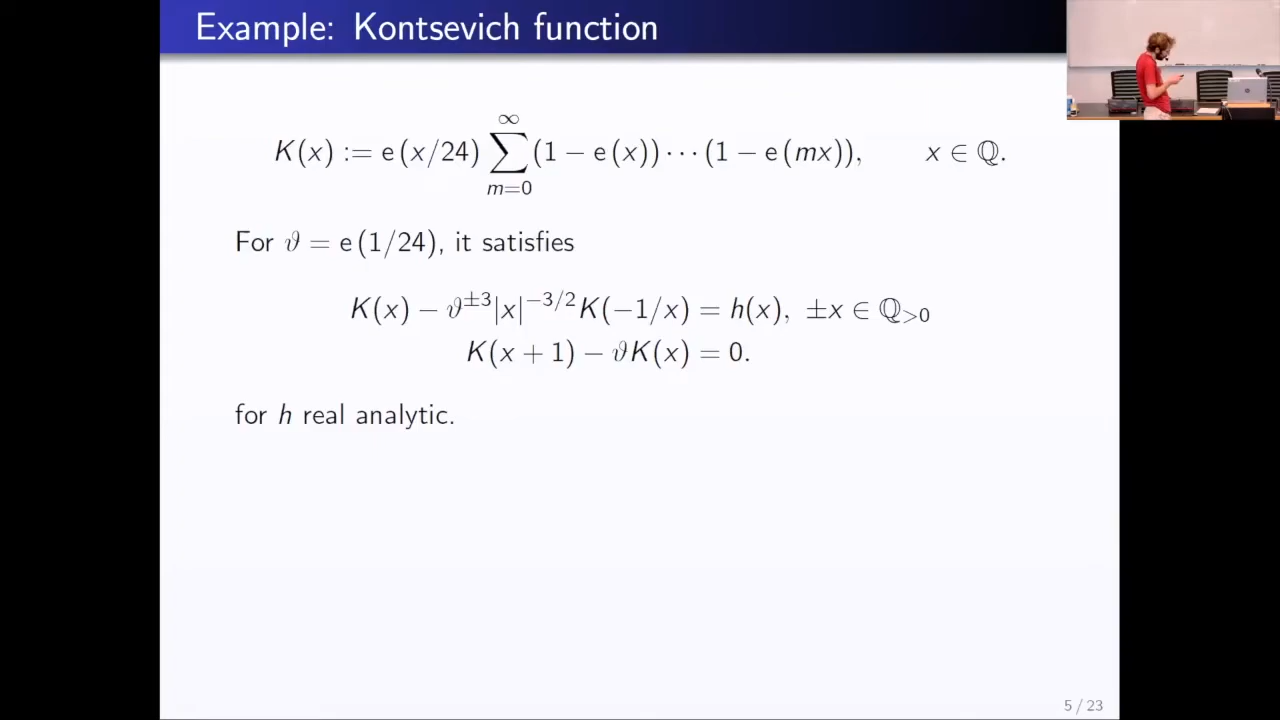 Example: Kontsevich function
K(x) := e(x/24) ∑_{m=0}^{∞} (1 − e(x)) ··· (1 − e(mx)), x ∈ ℚ.
For ϑ = e(1/24), it satisfies
K(x) − ϑ^{±3}|x|^{−3/2}K(−1/x) = h(x), ±x ∈ ℚ_{>0}
K(x + 1) − ϑK(x) = 0.
for h real analytic.
5 / 23